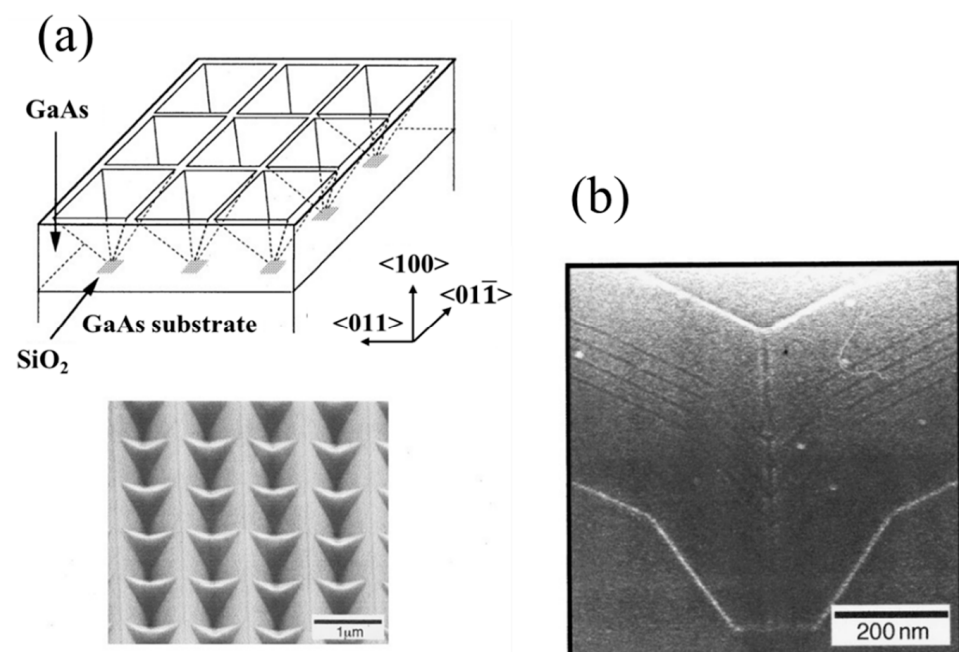 (a)
GaAs
<100>
<011̅>
GaAs substrate
<011>
SiO₂
1μm
(b)
200 nm